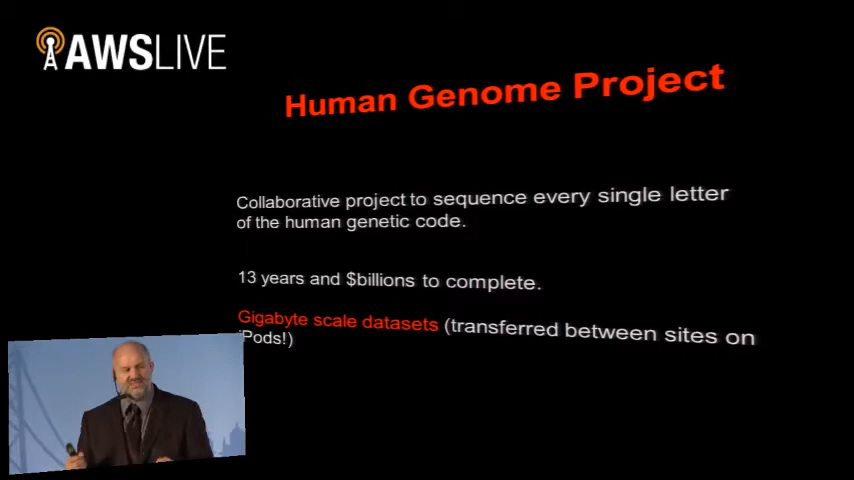 AWSLIVE
Human Genome Project
Collaborative project to sequence every single letter
of the human genetic code.
13 years and $billions to complete.
Gigabyte scale datasets (transferred between sites on
iPods!)